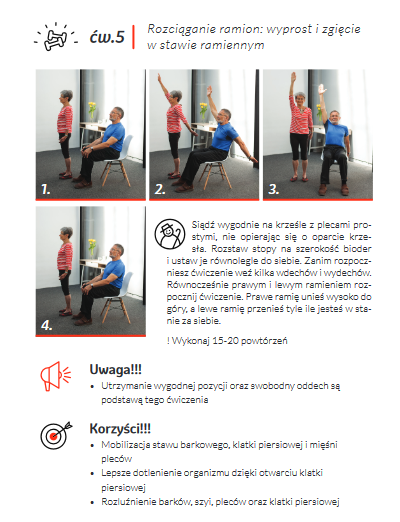 ćw.5
Rozciąganie ramion: wyprost i zgięcie
w stawie ramiennym
1.
2.
3.
4.
Siądź wygodnie na krześle z plecami pro-
stymi, nie opierając się o oparcie krze-
sła. Rozstaw stopy na szerokość bioder
i ustaw je równolegle do siebie. Zanim rozpocz-
niesz ćwiczenie weź kilka wdechów i wydechów.
Równocześnie prawym i lewym ramieniem roz-
pocznij ćwiczenie. Prawe ramię unieś wysoko do
góry, a lewe ramię przenieś tyle ile jesteś w sta-
nie za siebie.
! Wykonaj 15-20 powtórzeń
Uwaga!!!
• Utrzymanie wygodnej pozycji oraz swobodny oddech są
podstawą tego ćwiczenia
Korzyści!!!
• Mobilizacja stawu barkowego, klatki piersiowej i mięśni
pleców
• Lepsze dotlenienie organizmu dzięki otwarciu klatki
piersiowej
• Rozluźnienie barków, szyi, pleców oraz klatki piersiowej